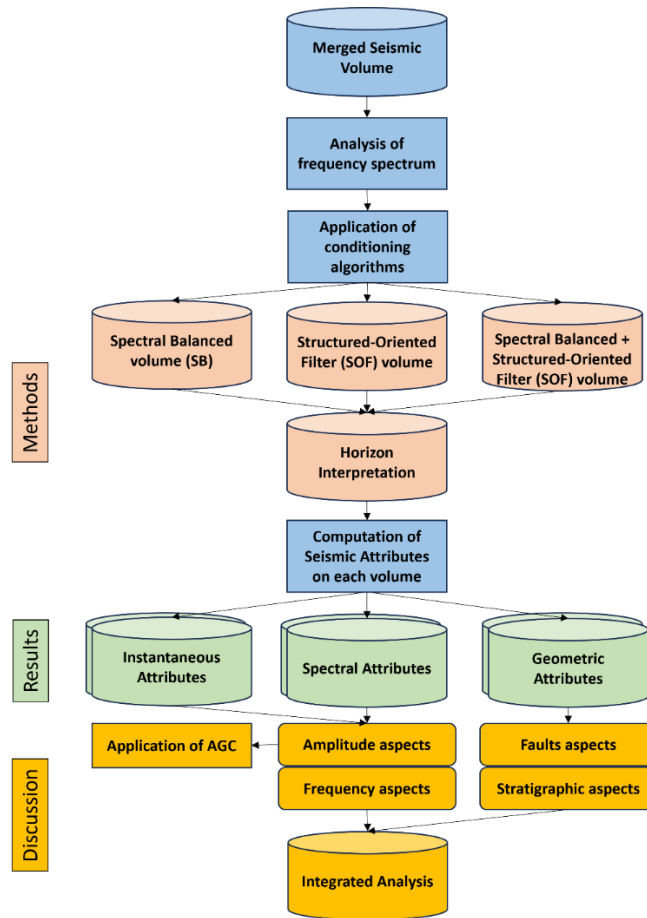 Merged Seismic
Volume
Analysis of
frequency spectrum
Application of
conditioning
algorithms
Spectral Balanced
volume (SB)
Structured-Oriented
Filter (SOF) volume
Spectral Balanced +
Structured-Oriented
Filter (SOF) volume
Methods
Horizon
Interpretation
Computation of
Seismic Attributes
on each volume
Results
Instantaneous
Attributes
Spectral Attributes
Geometric
Attributes
Discussion
Application of AGC
Amplitude aspects
Faults aspects
Frequency aspects
Stratigraphic aspects
Integrated Analysis